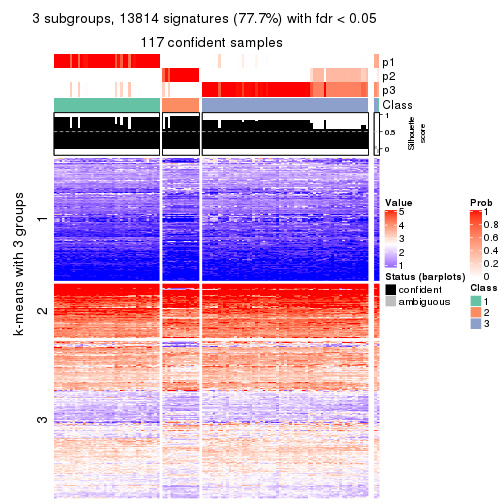 3 subgroups, 13814 signatures (77.7%) with fdr < 0.05
117 confident samples
p1
p2
p3
Class
1
0.5
0
Silhouette
score
k-means with 3 groups
1
2
3
Value
5
4
3
2
1
Status (barplots)
confident
ambiguous
Prob
1
0.8
0.6
0.4
0.2
0
Class
1
2
3